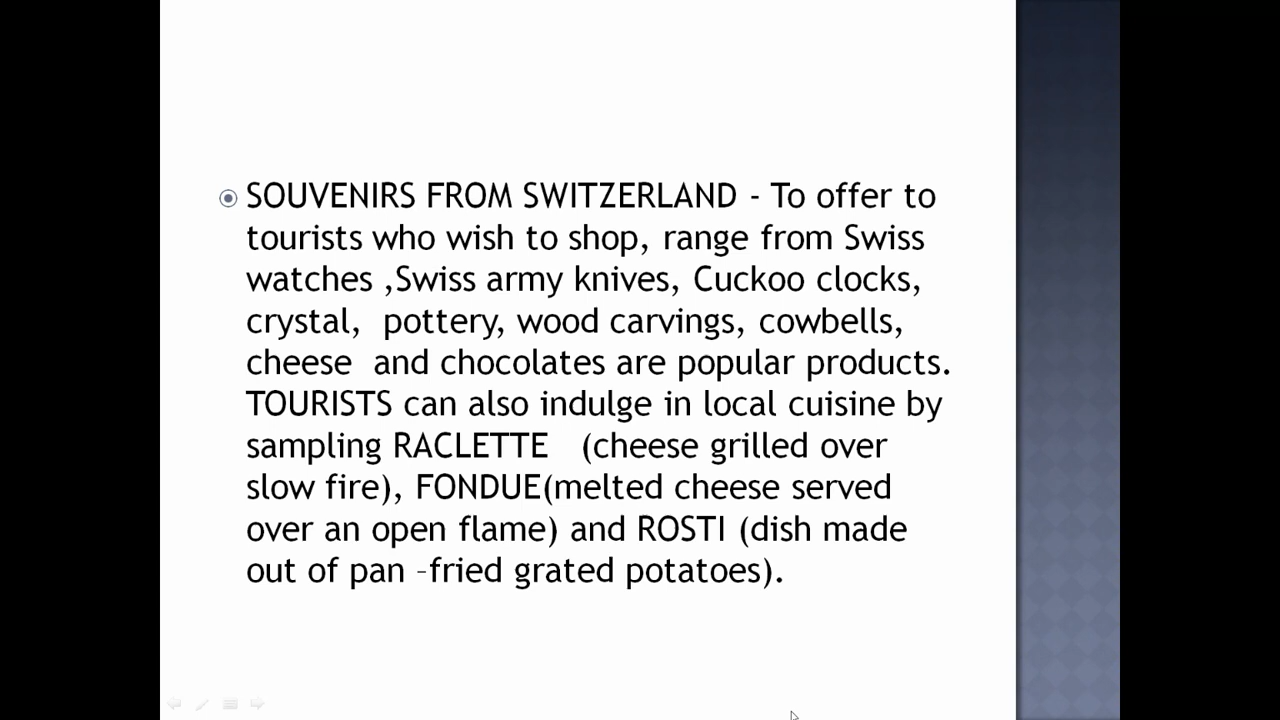 SOUVENIRS FROM SWITZERLAND - To offer to
tourists who wish to shop, range from Swiss
watches ,Swiss army knives, Cuckoo clocks,
crystal,  pottery, wood carvings, cowbells,
cheese  and chocolates are popular products.
TOURISTS can also indulge in local cuisine by
sampling RACLETTE   (cheese grilled over
slow fire), FONDUE(melted cheese served
over an open flame) and ROSTI (dish made
out of pan –fried grated potatoes).